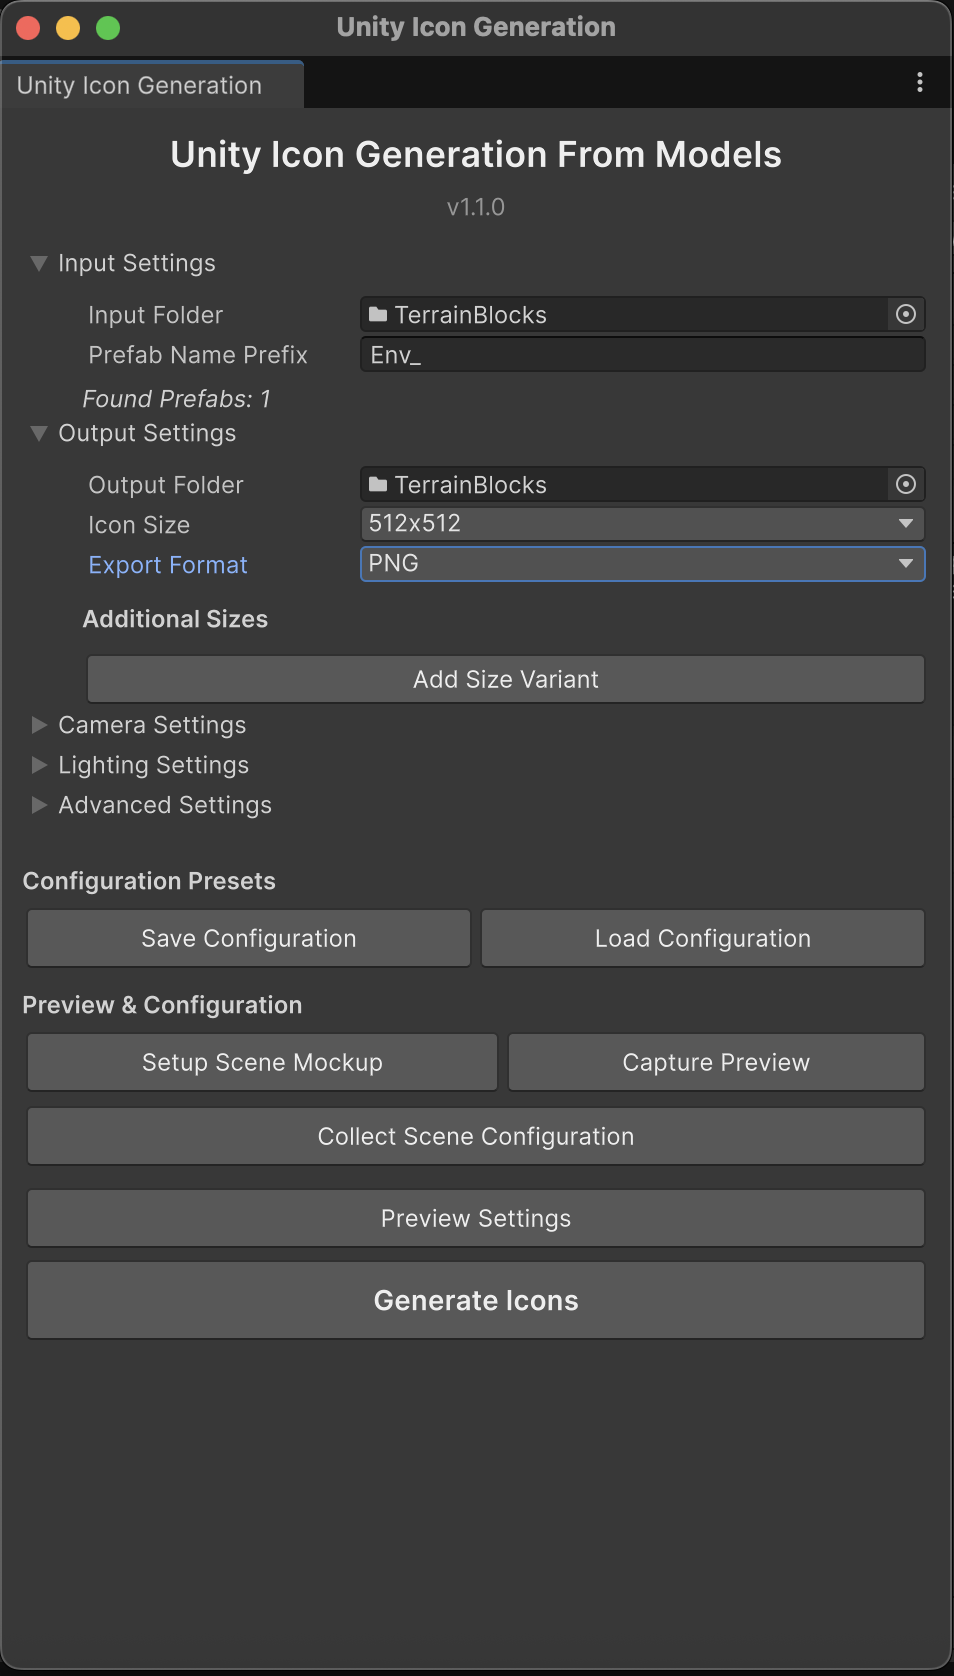 Unity Icon Generation
Unity Icon Generation
Unity Icon Generation From Models
v1.1.0
Input Settings
Input Folder TerrainBlocks
Prefab Name Prefix Env_
Found Prefabs: 1
Output Settings
Output Folder TerrainBlocks
Icon Size 512x512
Export Format PNG
Additional Sizes
Add Size Variant
Camera Settings
Lighting Settings
Advanced Settings
Configuration Presets
Save Configuration Load Configuration
Preview & Configuration
Setup Scene Mockup Capture Preview
Collect Scene Configuration
Preview Settings
Generate Icons